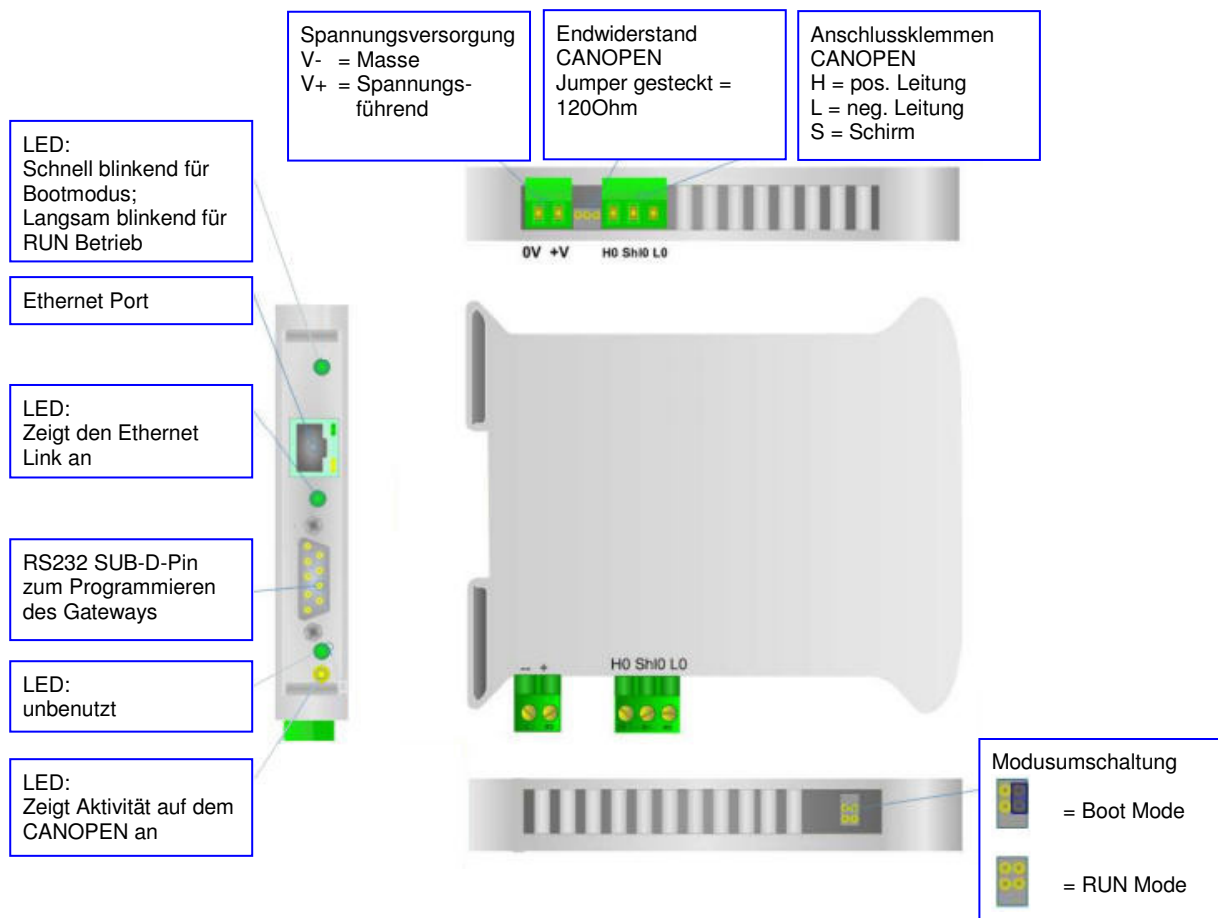 Spannungsversorgung
V- = Masse
V+ = Spannungs-
führend
Endwiderstand
CANOPEN
Jumper gesteckt =
120Ohm
Anschlussklemmen
CANOPEN
H = pos. Leitung
L = neg. Leitung
S = Schirm
LED:
Schnell blinkend für
Bootmodus;
Langsam blinkend für
RUN Betrieb
0V +V
H0 Shl0 L0
Ethernet Port
LED:
Zeigt den Ethernet
Link an
RS232 SUB-D-Pin
zum Programmieren
des Gateways
LED:
unbenutzt
-- +
H0 Shl0 L0
LED:
Zeigt Aktivität auf dem
CANOPEN an
Modusumschaltung
= Boot Mode
= RUN Mode